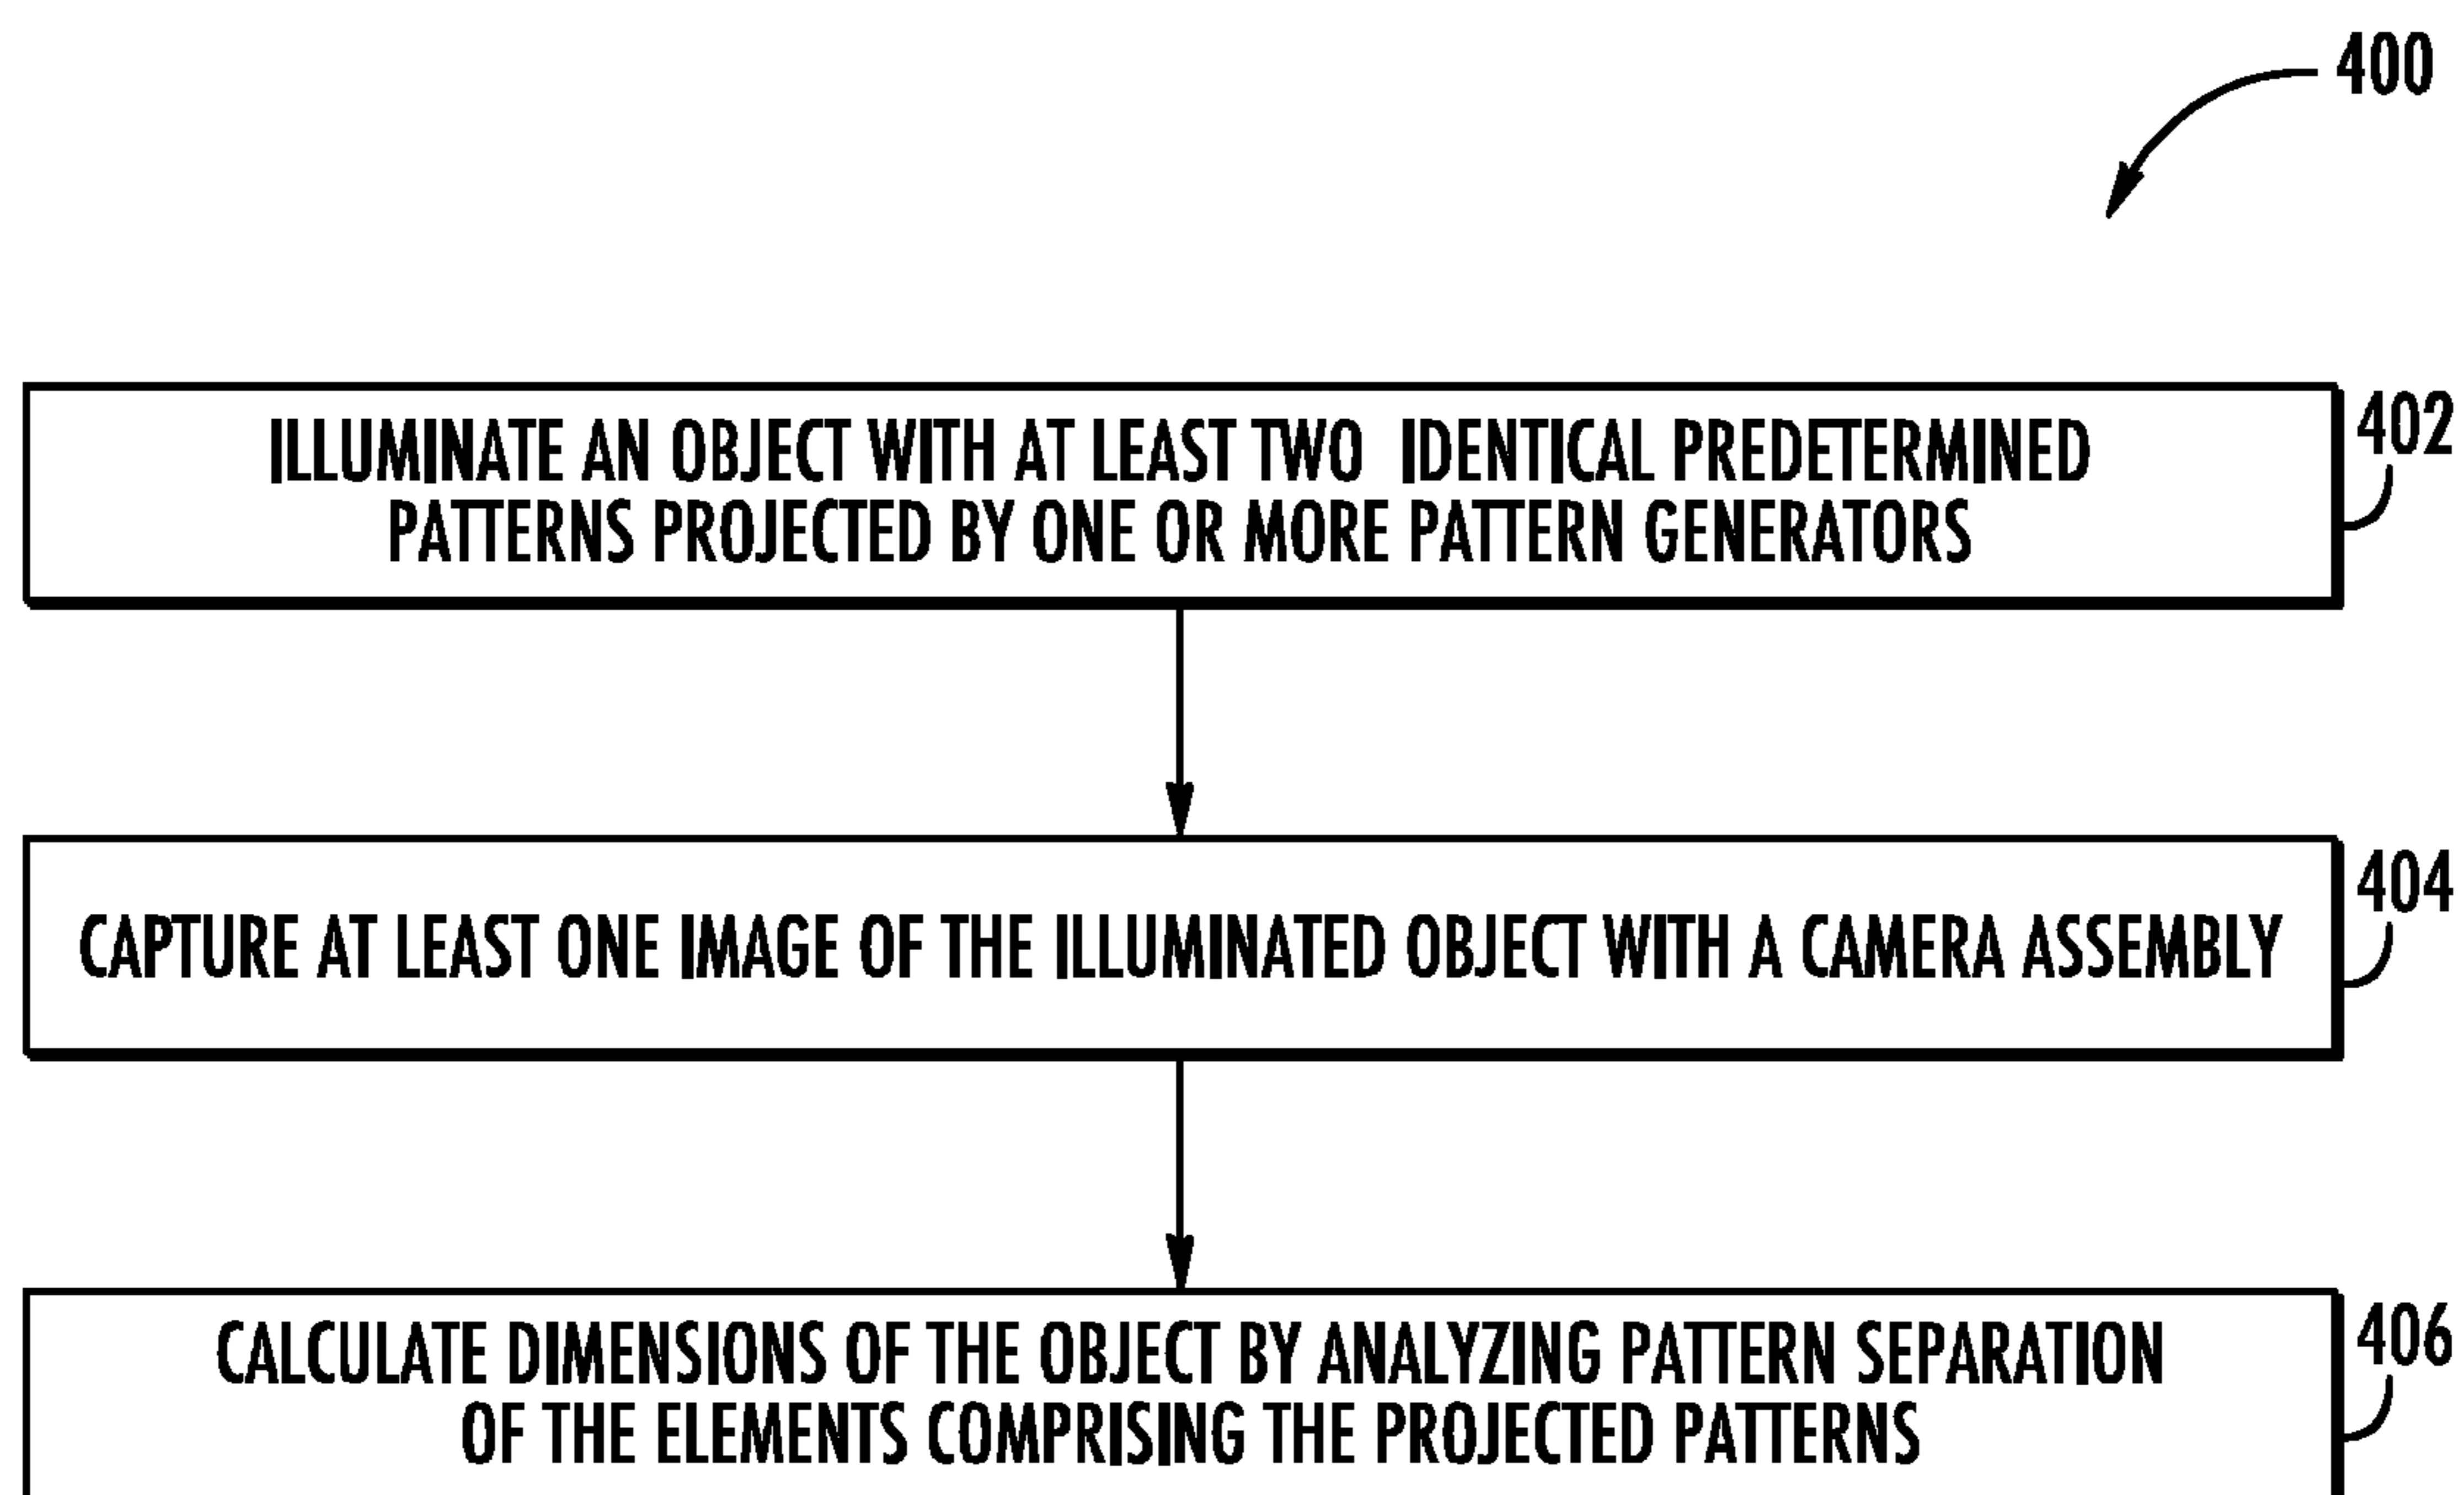 400
ILLUMINATE AN OBJECT WITH AT LEAST TWO IDENTICAL PREDETERMINED
PATTERNS PROJECTED BY ONE OR MORE PATTERN GENERATORS
402
CAPTURE AT LEAST ONE IMAGE OF THE ILLUMINATED OBJECT WITH A CAMERA ASSEMBLY
404
CALCULATE DIMENSIONS OF THE OBJECT BY ANALYZING PATTERN SEPARATION
OF THE ELEMENTS COMPRISING THE PROJECTED PATTERNS
406